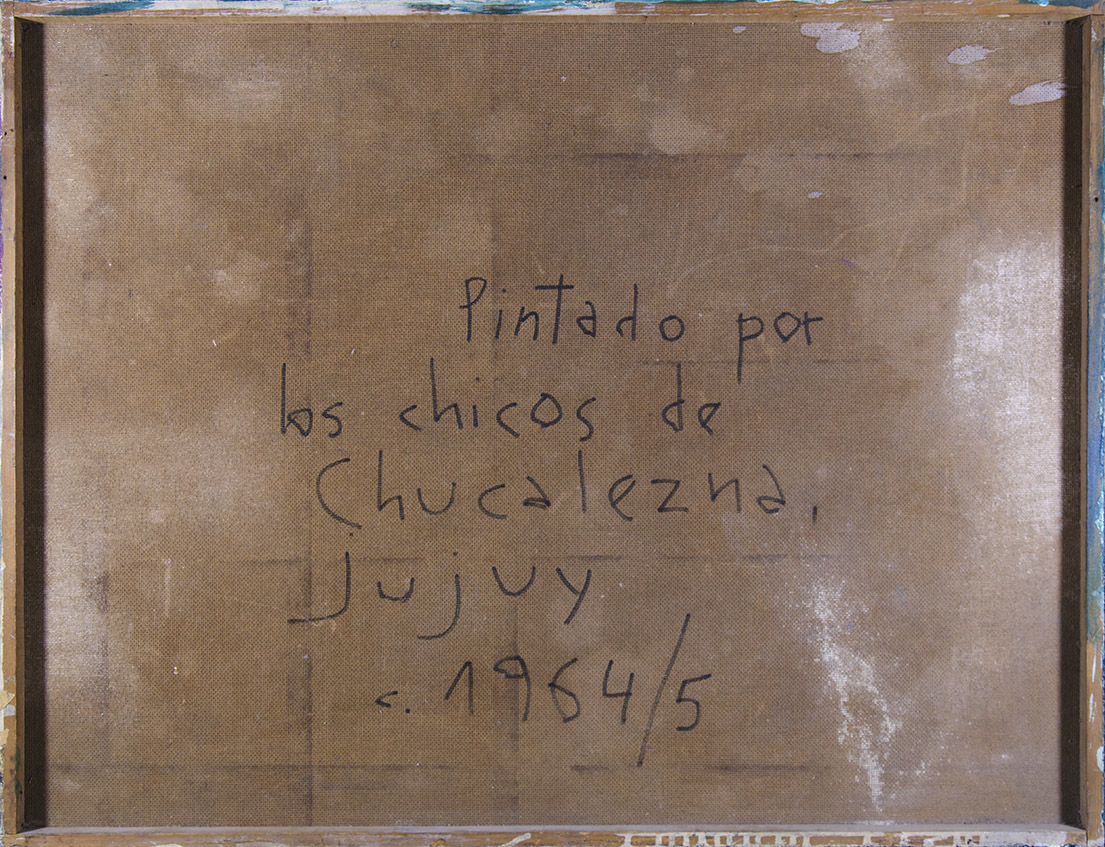 Pintado por
los chicos de
Chucalezna,
Jujuy
c. 1964/5